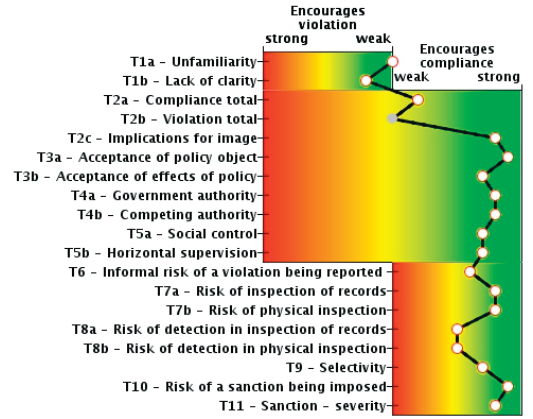 Encourages
violation
strong weak
Encourages
compliance
weak strong
T1a - Unfamiliarity
T1b - Lack of clarity
T2a - Compliance total
T2b - Violation total
T2c - Implications for image
T3a - Acceptance of policy object
T3b - Acceptance of effects of policy
T4a - Government authority
T4b - Competing authority
T5a - Social control
T5b - Horizontal supervision
T6 - Informal risk of a violation being reported
T7a - Risk of inspection of records
T7b - Risk of physical inspection
T8a - Risk of detection in inspection of records
T8b - Risk of detection in physical inspection
T9 - Selectivity
T10 - Risk of a sanction being imposed
T11 - Sanction - severity